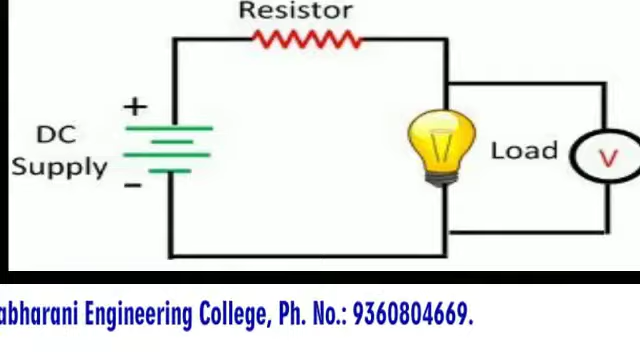 Resistor
+
DC
Supply
-
Load
V
abharani Engineering College, Ph. No.: 9360804669.